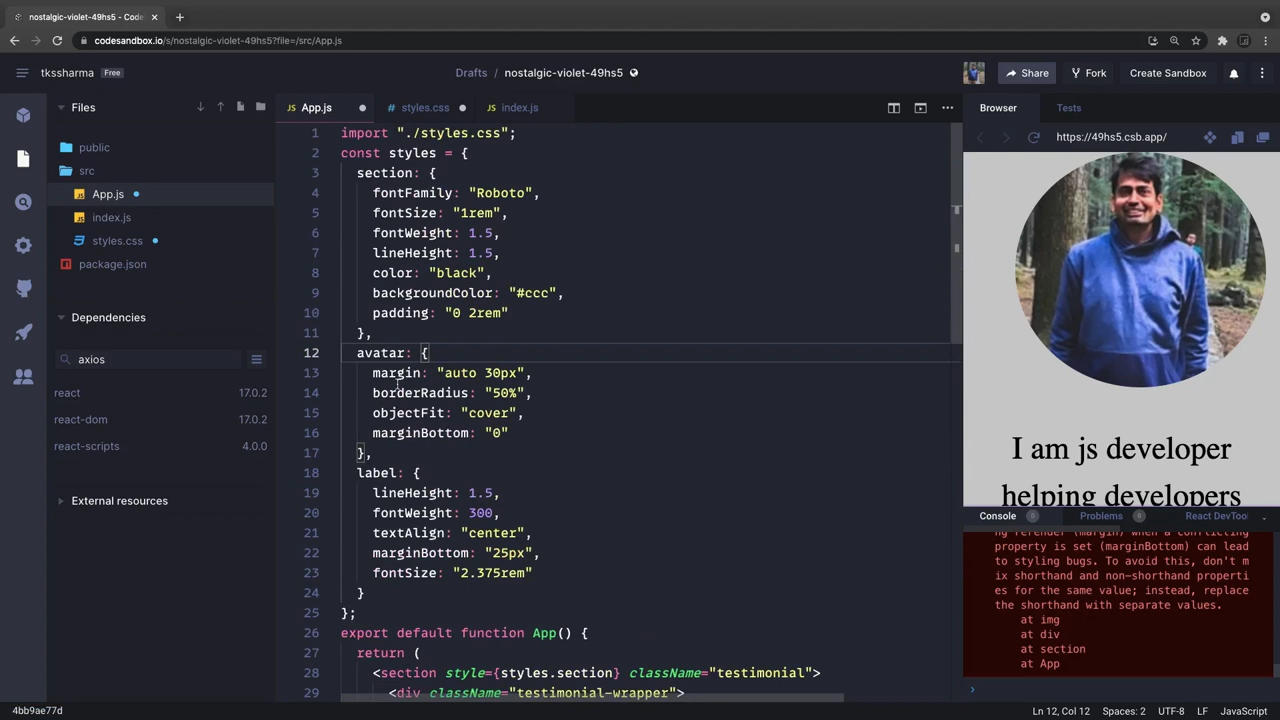 nostalgic-violet-49hs5 - Code
codesandbox.io/s/nostalgic-violet-49hs5?file=/src/App.js
tkssharma Free
Drafts / nostalgic-violet-49hs5
Share
Fork
Create Sandbox
Files
public
src
App.js
index.js
styles.css
package.json
Dependencies
axios
react 17.0.2
react-dom 17.0.2
react-scripts 4.0.0
External resources
App.js
styles.css
index.js
1 import "./styles.css";
2 const styles = {
3 section: {
4 fontFamily: "Roboto",
5 fontSize: "1rem",
6 fontWeight: 1.5,
7 lineHeight: 1.5,
8 color: "black",
9 backgroundColor: "#ccc",
10 padding: "0 2rem"
11 },
12 avatar: {
13 margin: "auto 30px",
14 borderRadius: "50%",
15 objectFit: "cover",
16 marginBottom: "0"
17 },
18 label: {
19 lineHeight: 1.5,
20 fontWeight: 300,
21 textAlign: "center",
22 marginBottom: "25px",
23 fontSize: "2.375rem"
24 }
25 };
26 export default function App() {
27 return (
28 <section style={styles.section} className="testimonial">
29 <div className="testimonial-wrapper">
Browser
Tests
https://49hs5.csb.app/
I am js developer
helping developers
Console 0
Problems 0
React DevToo
ng rerender (margin) when a conflicting
property is set (marginBottom) can lead
to styling bugs. To avoid this, don't m
ix shorthand and non-shorthand properti
es for the same value; instead, replace
the shorthand with separate values.
at img
at div
at section
at App
4bb9ae77d
Ln 12, Col 12
Spaces: 2
UTF-8
LF
JavaScript